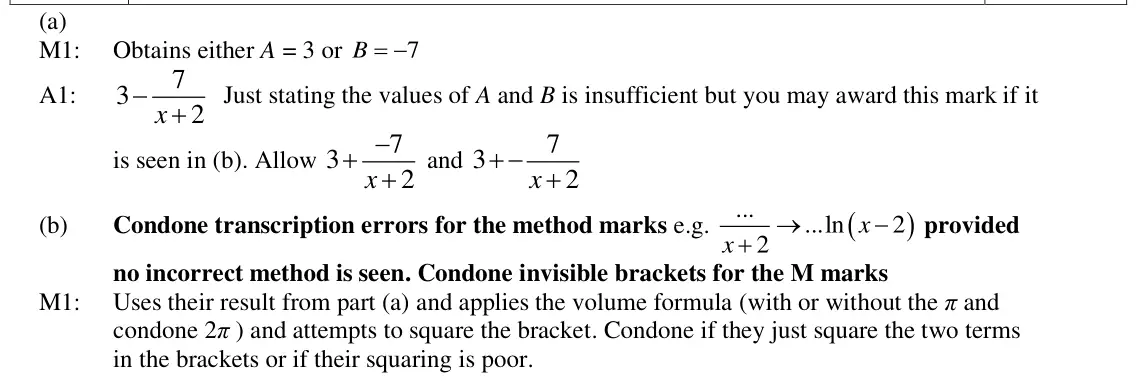 (a)
M1: Obtains either A = 3 or B = −7
A1: 3 − 7/(x+2) Just stating the values of A and B is insufficient but you may award this mark if it
is seen in (b). Allow 3 + −7/(x+2) and 3 + − 7/(x+2)
(b) Condone transcription errors for the method marks e.g. .../(x+2) → ...ln(x−2) provided
no incorrect method is seen. Condone invisible brackets for the M marks
M1: Uses their result from part (a) and applies the volume formula (with or without the π and
condone 2π ) and attempts to square the bracket. Condone if they just square the two terms
in the brackets or if their squaring is poor.